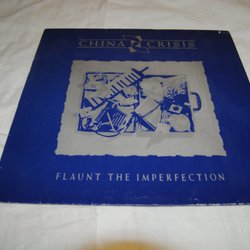 CHINA CRISIS
FLAUNT THE IMPERFECTION